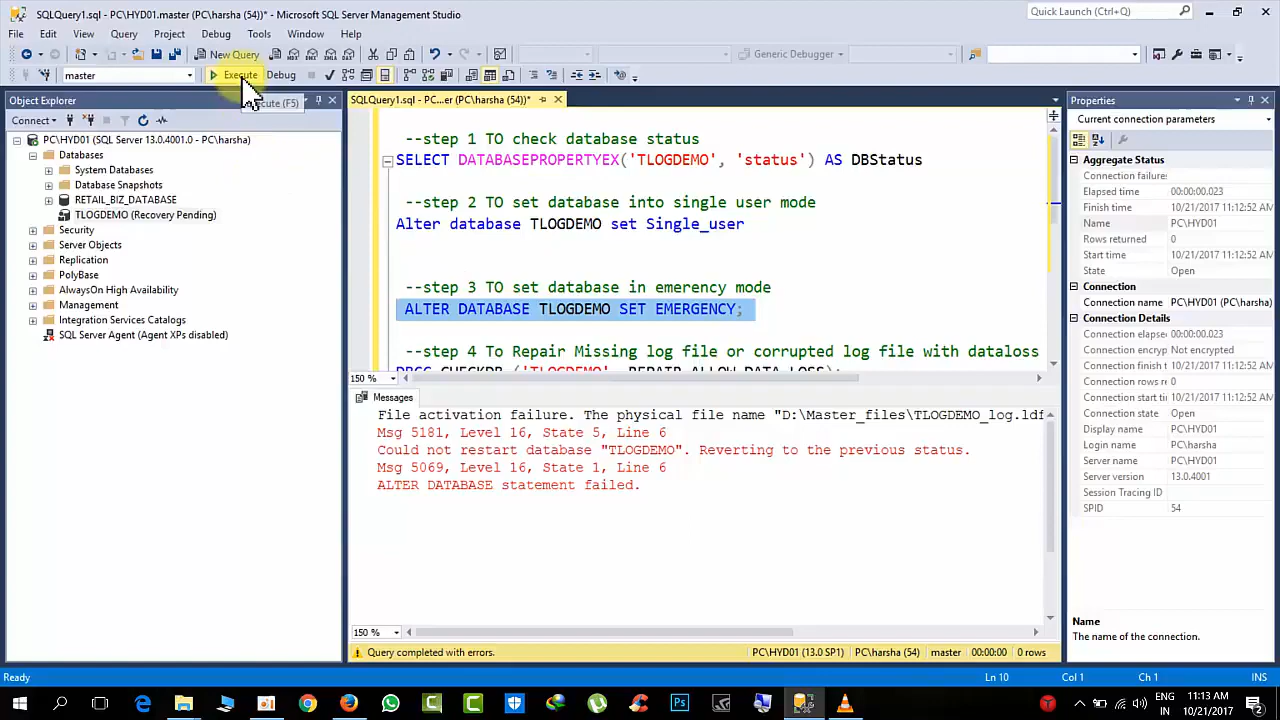 SQLQuery1.sql - PC\HYD01.master (PC\harsha (54))* - Microsoft SQL Server Management Studio
Quick Launch (Ctrl+Q)
File Edit View Query Project Debug Tools Window Help
New Query
Generic Debugger
master
Execute Debug
Execute (F5)
Object Explorer
Connect
PC\HYD01 (SQL Server 13.0.4001.0 - PC\harsha)
Databases
System Databases
Database Snapshots
RETAIL_BIZ_DATABASE
TLOGDEMO (Recovery Pending)
Security
Server Objects
Replication
PolyBase
AlwaysOn High Availability
Management
Integration Services Catalogs
SQL Server Agent (Agent XPs disabled)
SQLQuery1.sql - PC...er (PC\harsha (54))*
--step 1 TO check database status
SELECT DATABASEPROPERTYEX('TLOGDEMO', 'status') AS DBStatus
--step 2 TO set database into single user mode
Alter database TLOGDEMO set Single_user
--step 3 TO set database in emerency mode
ALTER DATABASE TLOGDEMO SET EMERGENCY;
--step 4 To Repair Missing log file or corrupted log file with dataloss
DBCC CHECKDB ('TLOGDEMO', REPAIR_ALLOW_DATA_LOSS);
150 %
Messages
File activation failure. The physical file name "D:\Master_files\TLOGDEMO_log.ldf
Msg 5181, Level 16, State 5, Line 6
Could not restart database "TLOGDEMO". Reverting to the previous status.
Msg 5069, Level 16, State 1, Line 6
ALTER DATABASE statement failed.
150 %
Query completed with errors.
PC\HYD01 (13.0 SP1) PC\harsha (54) master 00:00:00 0 rows
Properties
Current connection parameters
Aggregate Status
Connection failure
Elapsed time 00:00:00.023
Finish time 10/21/2017 11:12:52 AM
Name PC\HYD01
Rows returned 0
Start time 10/21/2017 11:12:52 AM
State Open
Connection
Connection name PC\HYD01 (PC\harsha)
Connection Details
Connection elapse 00:00:00.023
Connection encryp Not encrypted
Connection finish t 10/21/2017 11:12:52 AM
Connection rows r 0
Connection start ti 10/21/2017 11:12:52 AM
Connection state Open
Display name PC\HYD01
Login name PC\harsha
Server name PC\HYD01
Server version 13.0.4001
Session Tracing ID
SPID 54
Name
The name of the connection.
Ready
Ln 10 Col 1 Ch 1 INS
ENG 11:13 AM
IN 10/21/2017